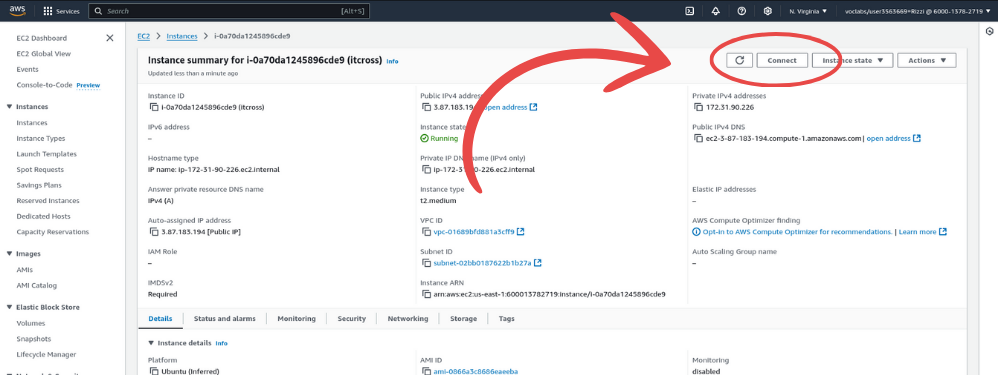 aws
Services
Search
[Alt+S]
N. Virginia
voclabs/user3563669=Rizzi @ 6000-1378-2719
EC2 Dashboard
EC2 Global View
Events
Console-to-Code Preview
Instances
Instances
Instance Types
Launch Templates
Spot Requests
Savings Plans
Reserved Instances
Dedicated Hosts
Capacity Reservations
Images
AMIs
AMI Catalog
Elastic Block Store
Volumes
Snapshots
Lifecycle Manager
EC2 > Instances > i-0a70da1245896cde9
Instance summary for i-0a70da1245896cde9 (itcross) Info
Updated less than a minute ago
Connect
Instance state
Actions
Instance ID
i-0a70da1245896cde9 (itcross)
Public IPv4 address
3.87.183.19 open address
Private IPv4 addresses
172.31.90.226
IPv6 address
–
Instance state
Running
Public IPv4 DNS
ec2-3-87-183-194.compute-1.amazonaws.com | open address
Hostname type
IP name: ip-172-31-90-226.ec2.internal
Private IP DNS name (IPv4 only)
ip-172-31-90-226.ec2.internal
Answer private resource DNS name
IPv4 (A)
Instance type
t2.medium
Elastic IP addresses
–
Auto-assigned IP address
3.87.183.194 [Public IP]
VPC ID
vpc-01689bfd881a3cff9
AWS Compute Optimizer finding
Opt-in to AWS Compute Optimizer for recommendations. | Learn more
IAM Role
–
Subnet ID
subnet-02bb0187622b1b27a
Auto Scaling Group name
–
IMDSv2
Required
Instance ARN
arn:aws:ec2:us-east-1:600013782719:instance/i-0a70da1245896cde9
Details
Status and alarms
Monitoring
Security
Networking
Storage
Tags
Instance details Info
Platform
Ubuntu (Inferred)
AMI ID
ami-0866a3c8686eaeeba
Monitoring
disabled